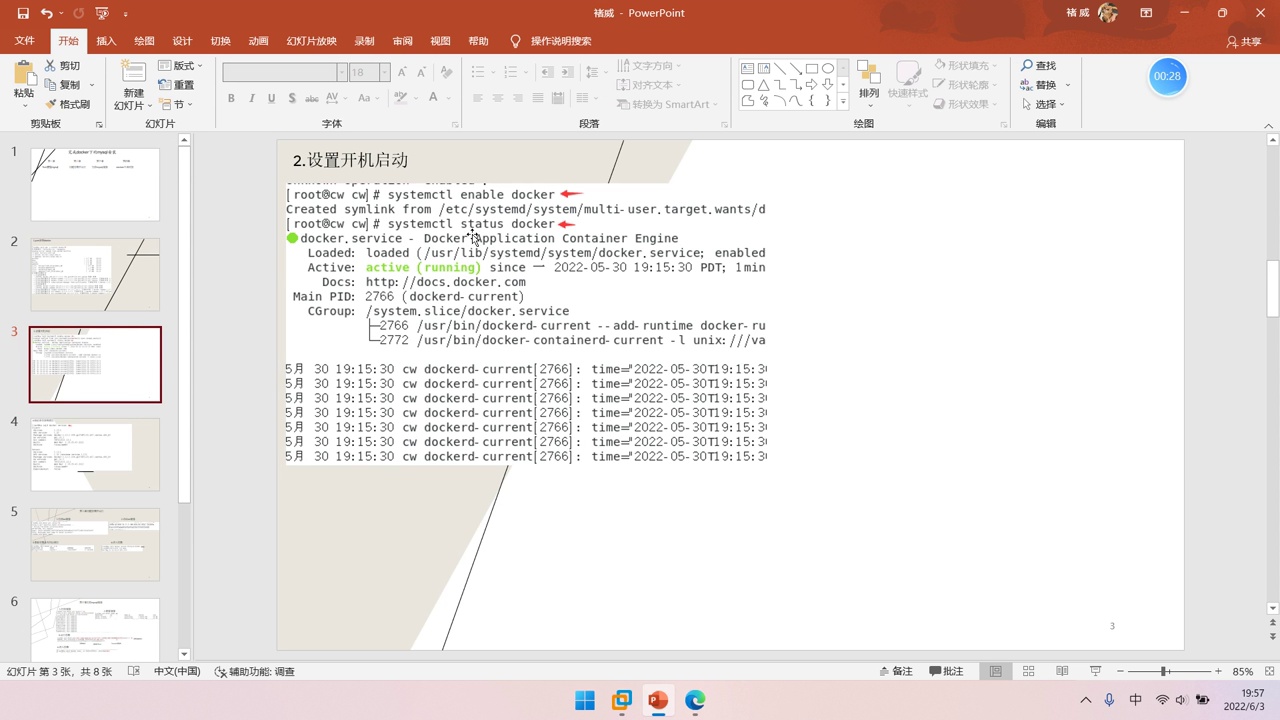 褚 威 - PowerPoint
褚 威
文件 开始 插入 绘图 设计 切换 动画 幻灯片放映 录制 审阅 视图 帮助 操作说明搜索 共享
粘贴 剪切 复制 格式刷 剪贴板
新建 幻灯片 版式 重置 节 幻灯片
18
B I U S abc AV Aa A
字体
文字方向 对齐文本 转换为 SmartArt
段落
排列 快速样式 形状填充 形状轮廓 形状效果
绘图
查找 替换 选择
编辑
00:28
1
2
3
4
5
6
2.设置开机启动
[root@cw cw]# systemctl enable docker
Created symlink from /etc/systemd/system/multi-user.target.wants/d
[root@cw cw]# systemctl status docker
docker.service - Docker Application Container Engine
Loaded: loaded (/usr/lib/systemd/system/docker.service; enabled
Active: active (running) since 一 2022-05-30 19:15:30 PDT; 1min
Docs: http://docs.docker.com
Main PID: 2766 (dockerd-current)
CGroup: /system.slice/docker.service
├─2766 /usr/bin/dockerd-current --add-runtime docker-ru
└─2772 /usr/bin/docker-containerd-current -l unix:///va
5月 30 19:15:30 cw dockerd-current[2766]: time="2022-05-30T19:15:30
5月 30 19:15:30 cw dockerd-current[2766]: time="2022-05-30T19:15:30
5月 30 19:15:30 cw dockerd-current[2766]: time="2022-05-30T19:15:30
5月 30 19:15:30 cw dockerd-current[2766]: time="2022-05-30T19:15:30
5月 30 19:15:30 cw dockerd-current[2766]: time="2022-05-30T19:15:30
5月 30 19:15:30 cw dockerd-current[2766]: time="2022-05-30T19:15:30
5月 30 19:15:30 cw dockerd-current[2766]: time="2022-05-30T19:15:30
3
幻灯片 第 3 张，共 8 张 中文(中国) 辅助功能: 调查 备注 批注 85%
中 19:57
2022/6/3